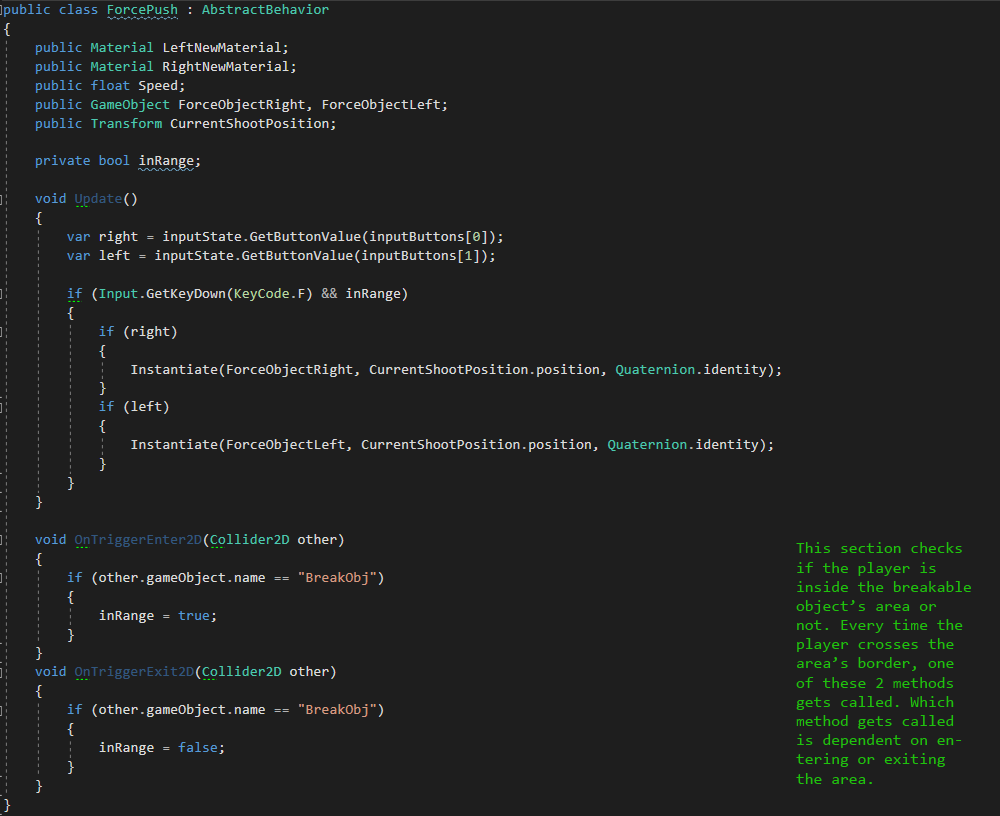 public class ForcePush : AbstractBehavior
{
public Material LeftNewMaterial;
public Material RightNewMaterial;
public float Speed;
public GameObject ForceObjectRight, ForceObjectLeft;
public Transform CurrentShootPosition;
private bool inRange;
void Update()
{
var right = inputState.GetButtonValue(inputButtons[0]);
var left = inputState.GetButtonValue(inputButtons[1]);
if (Input.GetKeyDown(KeyCode.F) && inRange)
{
if (right)
{
Instantiate(ForceObjectRight, CurrentShootPosition.position, Quaternion.identity);
}
if (left)
{
Instantiate(ForceObjectLeft, CurrentShootPosition.position, Quaternion.identity);
}
}
}
void OnTriggerEnter2D(Collider2D other)
{
if (other.gameObject.name == "BreakObj")
{
inRange = true;
}
}
void OnTriggerExit2D(Collider2D other)
{
if (other.gameObject.name == "BreakObj")
{
inRange = false;
}
}
}
This section checks
if the player is
inside the breakable
object’s area or
not. Every time the
player crosses the
area’s border, one
of these 2 methods
gets called. Which
method gets called
is dependent on en-
tering or exiting
the area.